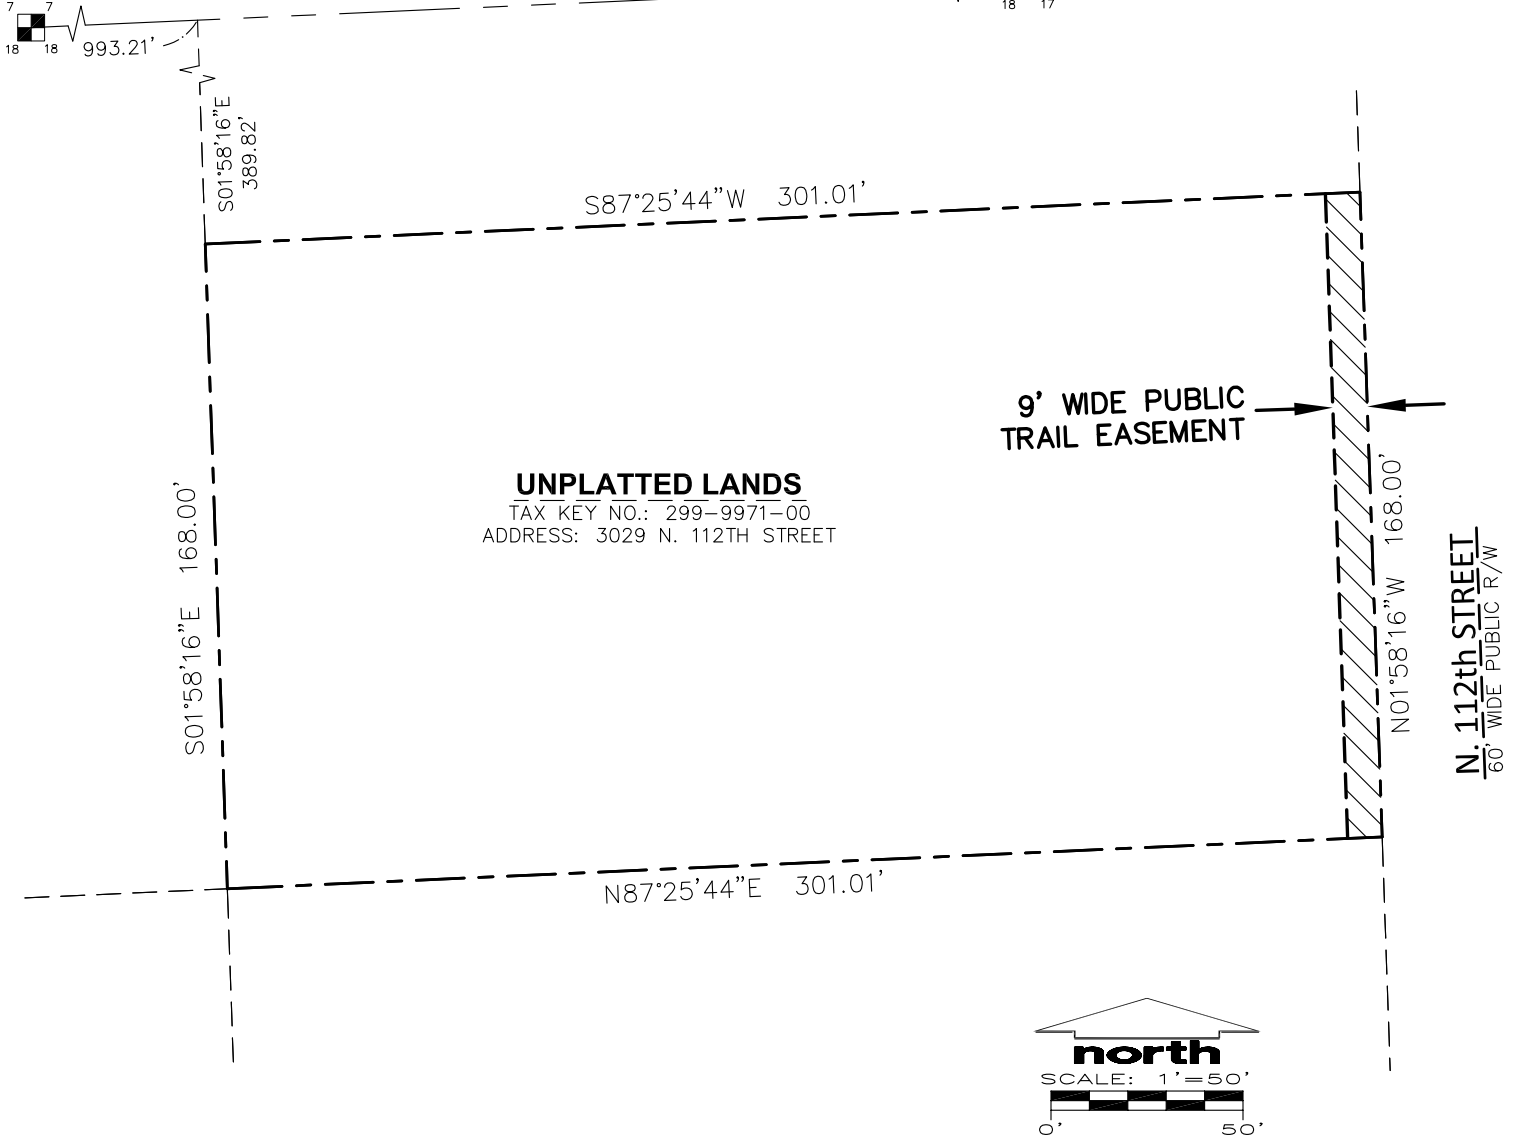 7 7
18 18
993.21'
18 17
S01°58'16"E
389.82'
S87°25'44"W 301.01'
9' WIDE PUBLIC
TRAIL EASEMENT
UNPLATTED LANDS
TAX KEY NO.: 299-9971-00
ADDRESS: 3029 N. 112TH STREET
S01°58'16"E 168.00'
N01°58'16"W 168.00'
N. 112th STREET
60' WIDE PUBLIC R/W
N87°25'44"E 301.01'
north
SCALE: 1'=50'
0' 50'